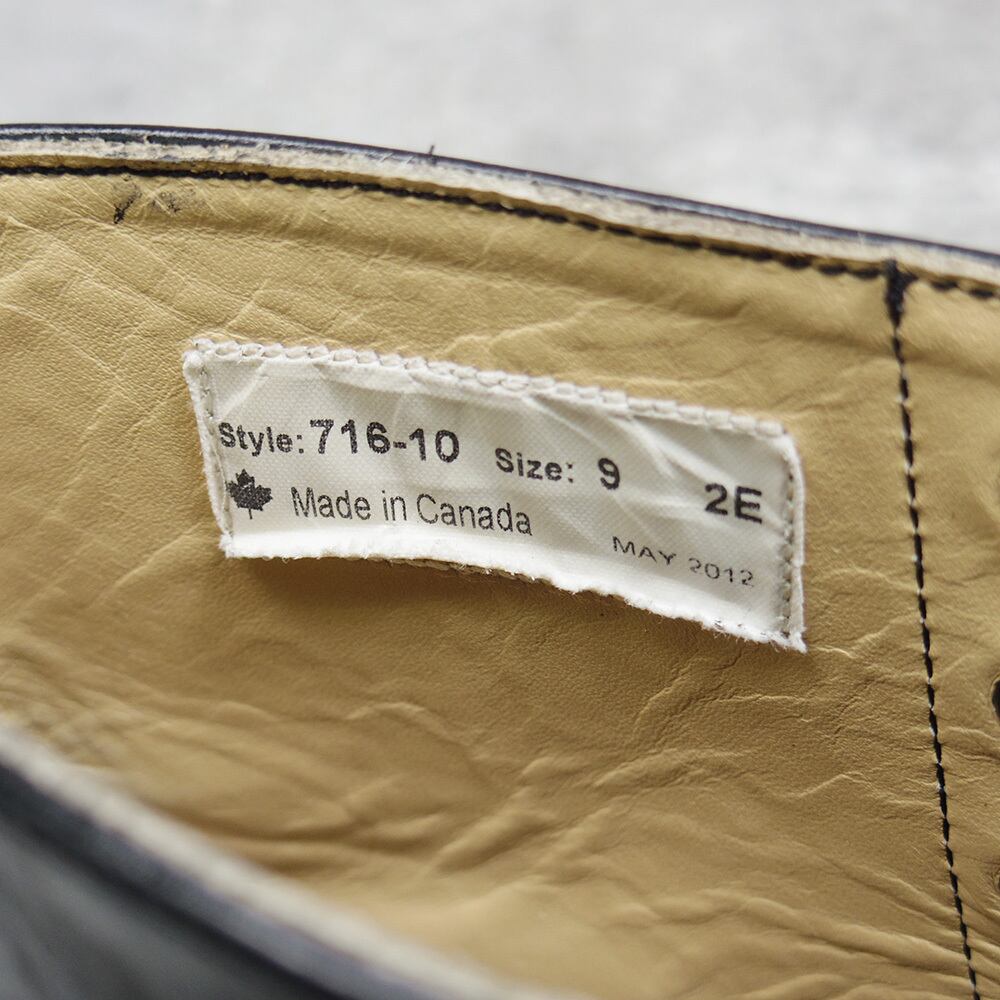 Style: 716-10 Size: 9 2E
Made in Canada
MAY 2012